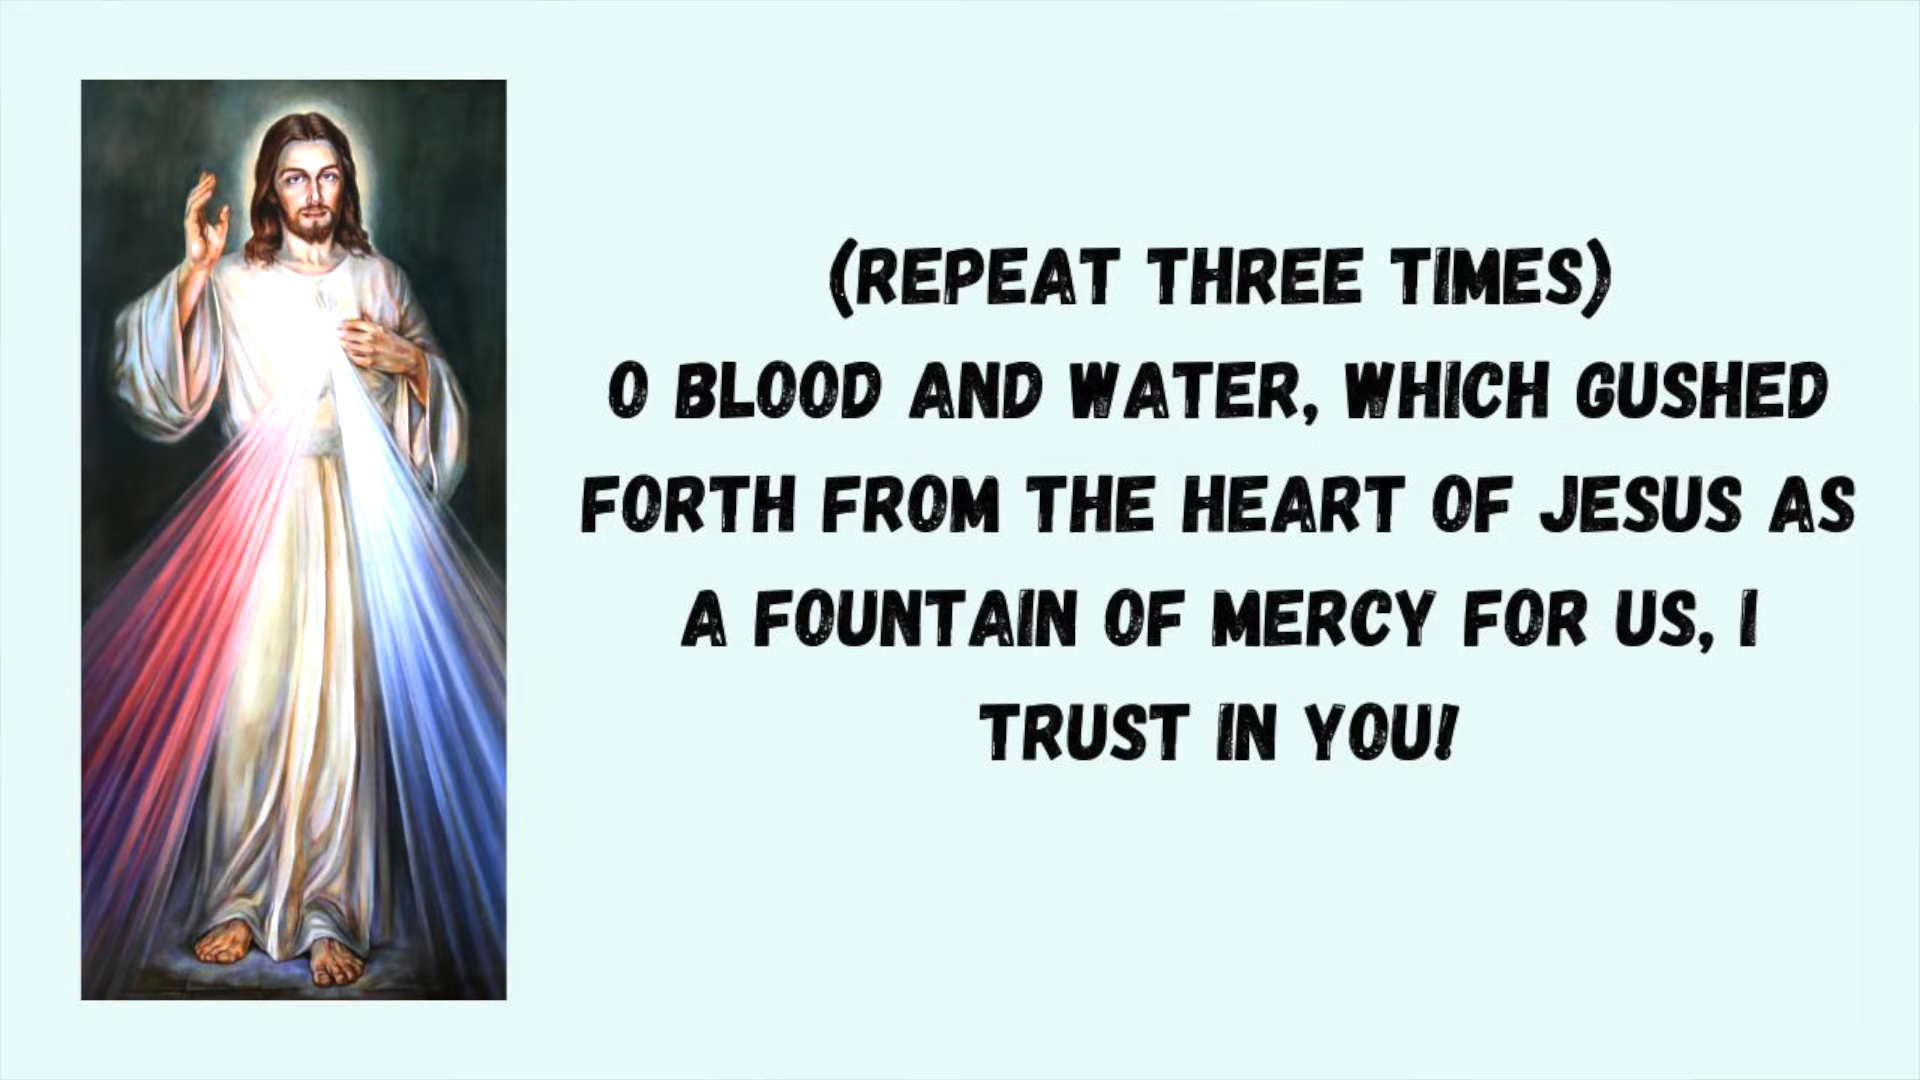 (REPEAT THREE TIMES)
O BLOOD AND WATER, WHICH GUSHED
FORTH FROM THE HEART OF JESUS AS
A FOUNTAIN OF MERCY FOR US, I
TRUST IN YOU!